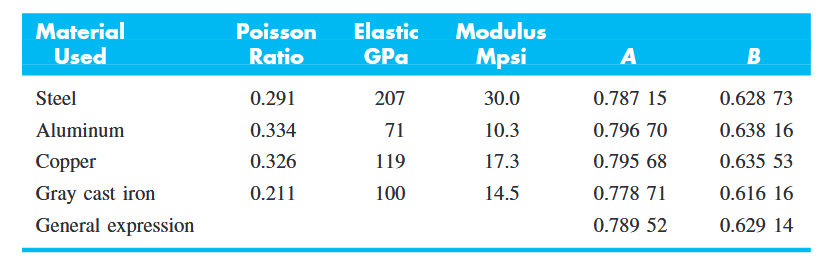 Material Poisson Elastic Modulus
Used Ratio GPa Mpsi A B
Steel 0.291 207 30.0 0.787 15 0.628 73
Aluminum 0.334 71 10.3 0.796 70 0.638 16
Copper 0.326 119 17.3 0.795 68 0.635 53
Gray cast iron 0.211 100 14.5 0.778 71 0.616 16
General expression 0.789 52 0.629 14